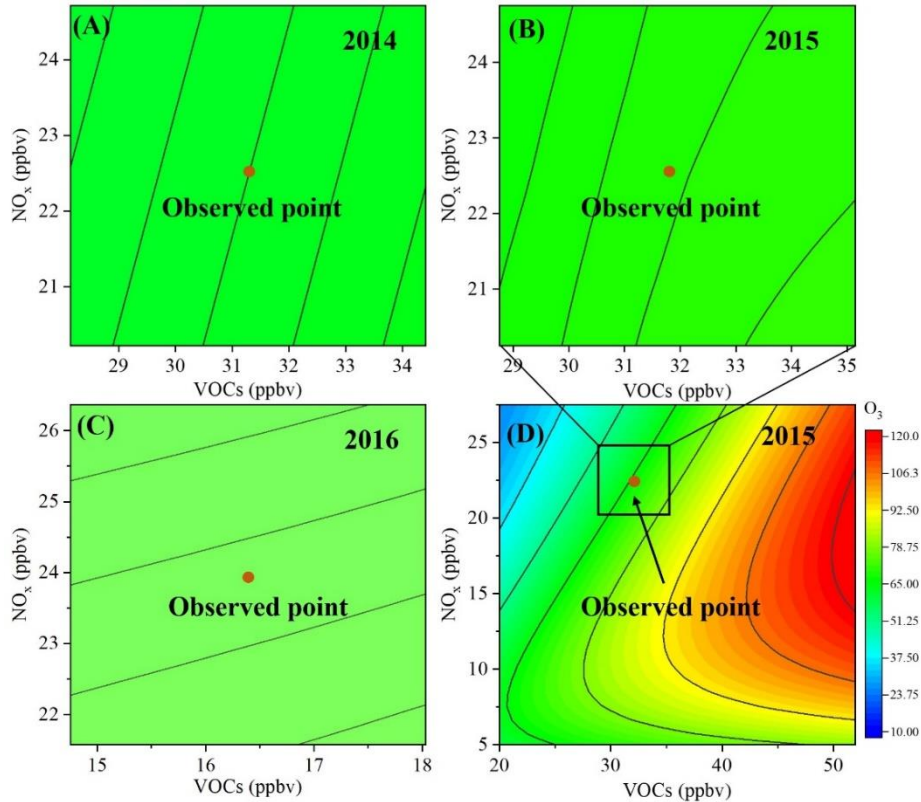 (A)
2014
24
23
22
21
NOx (ppbv)
Observed point
29 30 31 32 33 34
VOCs (ppbv)
(B)
2015
24
23
22
21
NOx (ppbv)
Observed point
29 30 31 32 33 34 35
VOCs (ppbv)
(C)
2016
26
25
24
23
22
NOx (ppbv)
Observed point
15 16 17 18
VOCs (ppbv)
(D)
2015
25
20
15
10
5
NOx (ppbv)
Observed point
20 30 40 50
VOCs (ppbv)
O3
120.0
106.3
92.50
78.75
65.00
51.25
37.50
23.75
10.00